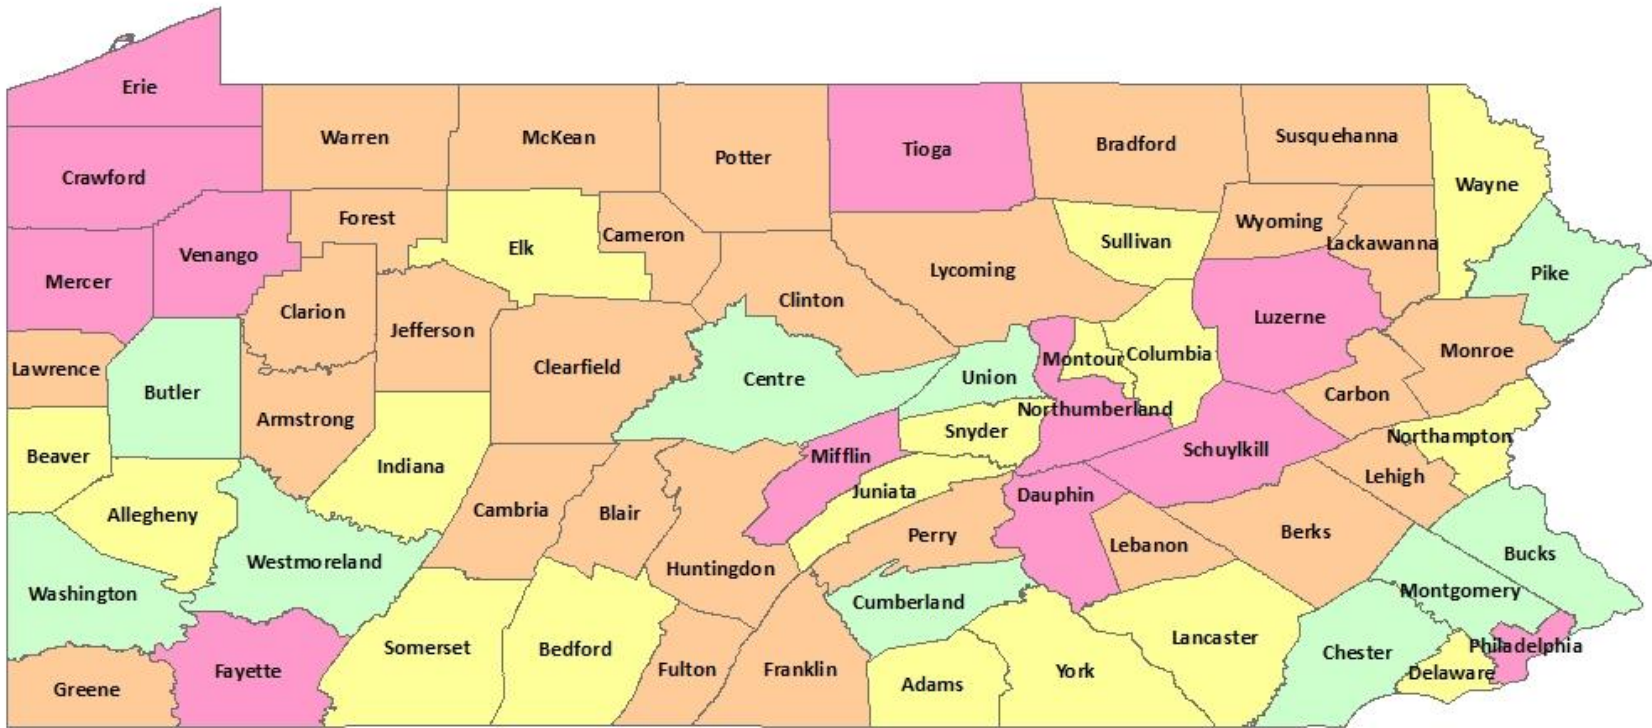 Erie
Warren
McKean
Potter
Tioga
Bradford
Susquehanna
Crawford
Wayne
Forest
Elk
Cameron
Sullivan
Wyoming
Lackawanna
Venango
Mercer
Lycoming
Pike
Clarion
Clinton
Jefferson
Luzerne
Lawrence
Clearfield
Centre
Union
Montour
Columbia
Monroe
Butler
Armstrong
Carbon
Northumberland
Snyder
Northampton
Beaver
Indiana
Mifflin
Schuylkill
Lehigh
Juniata
Dauphin
Allegheny
Cambria
Blair
Perry
Lebanon
Berks
Bucks
Westmoreland
Huntingdon
Washington
Cumberland
Montgomery
Somerset
Bedford
Lancaster
Chester
Philadelphia
Greene
Fayette
Fulton
Franklin
Adams
York
Delaware